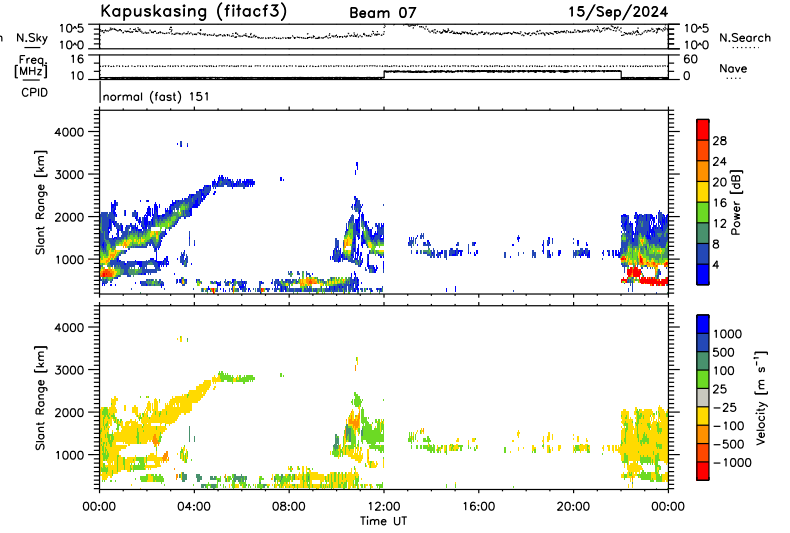 Kapuskasing (fitacf3) Beam 07 15/Sep/2024
N.Sky 10^5 10^0 10^5 10^0 N.Search
Freq. [MHz] 16 10 60 0 Nave
CPID normal (fast) 151
Slant Range [km] 4000 3000 2000 1000
Power [dB] 28 24 20 16 12 8 4
Slant Range [km] 4000 3000 2000 1000
Velocity [m s⁻¹] 1000 500 100 25 −25 −100 −500 −1000
00:00 04:00 08:00 12:00 16:00 20:00 00:00
Time UT